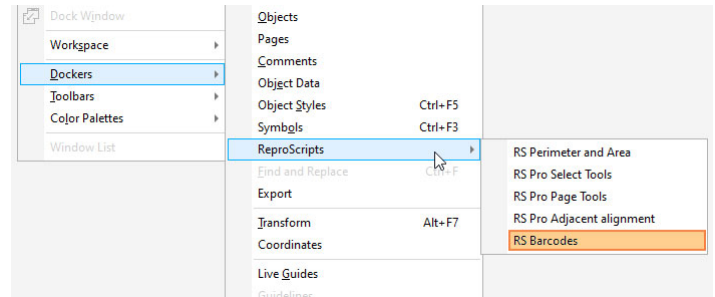 Dock Window
Workspace
Dockers
Toolbars
Color Palettes
Window List
Objects
Pages
Comments
Object Data
Object Styles Ctrl+F5
Symbols Ctrl+F3
ReproScripts
Find and Replace Ctrl+F
Export
Transform Alt+F7
Coordinates
Live Guides
Guidelines
RS Perimeter and Area
RS Pro Select Tools
RS Pro Page Tools
RS Pro Adjacent alignment
RS Barcodes